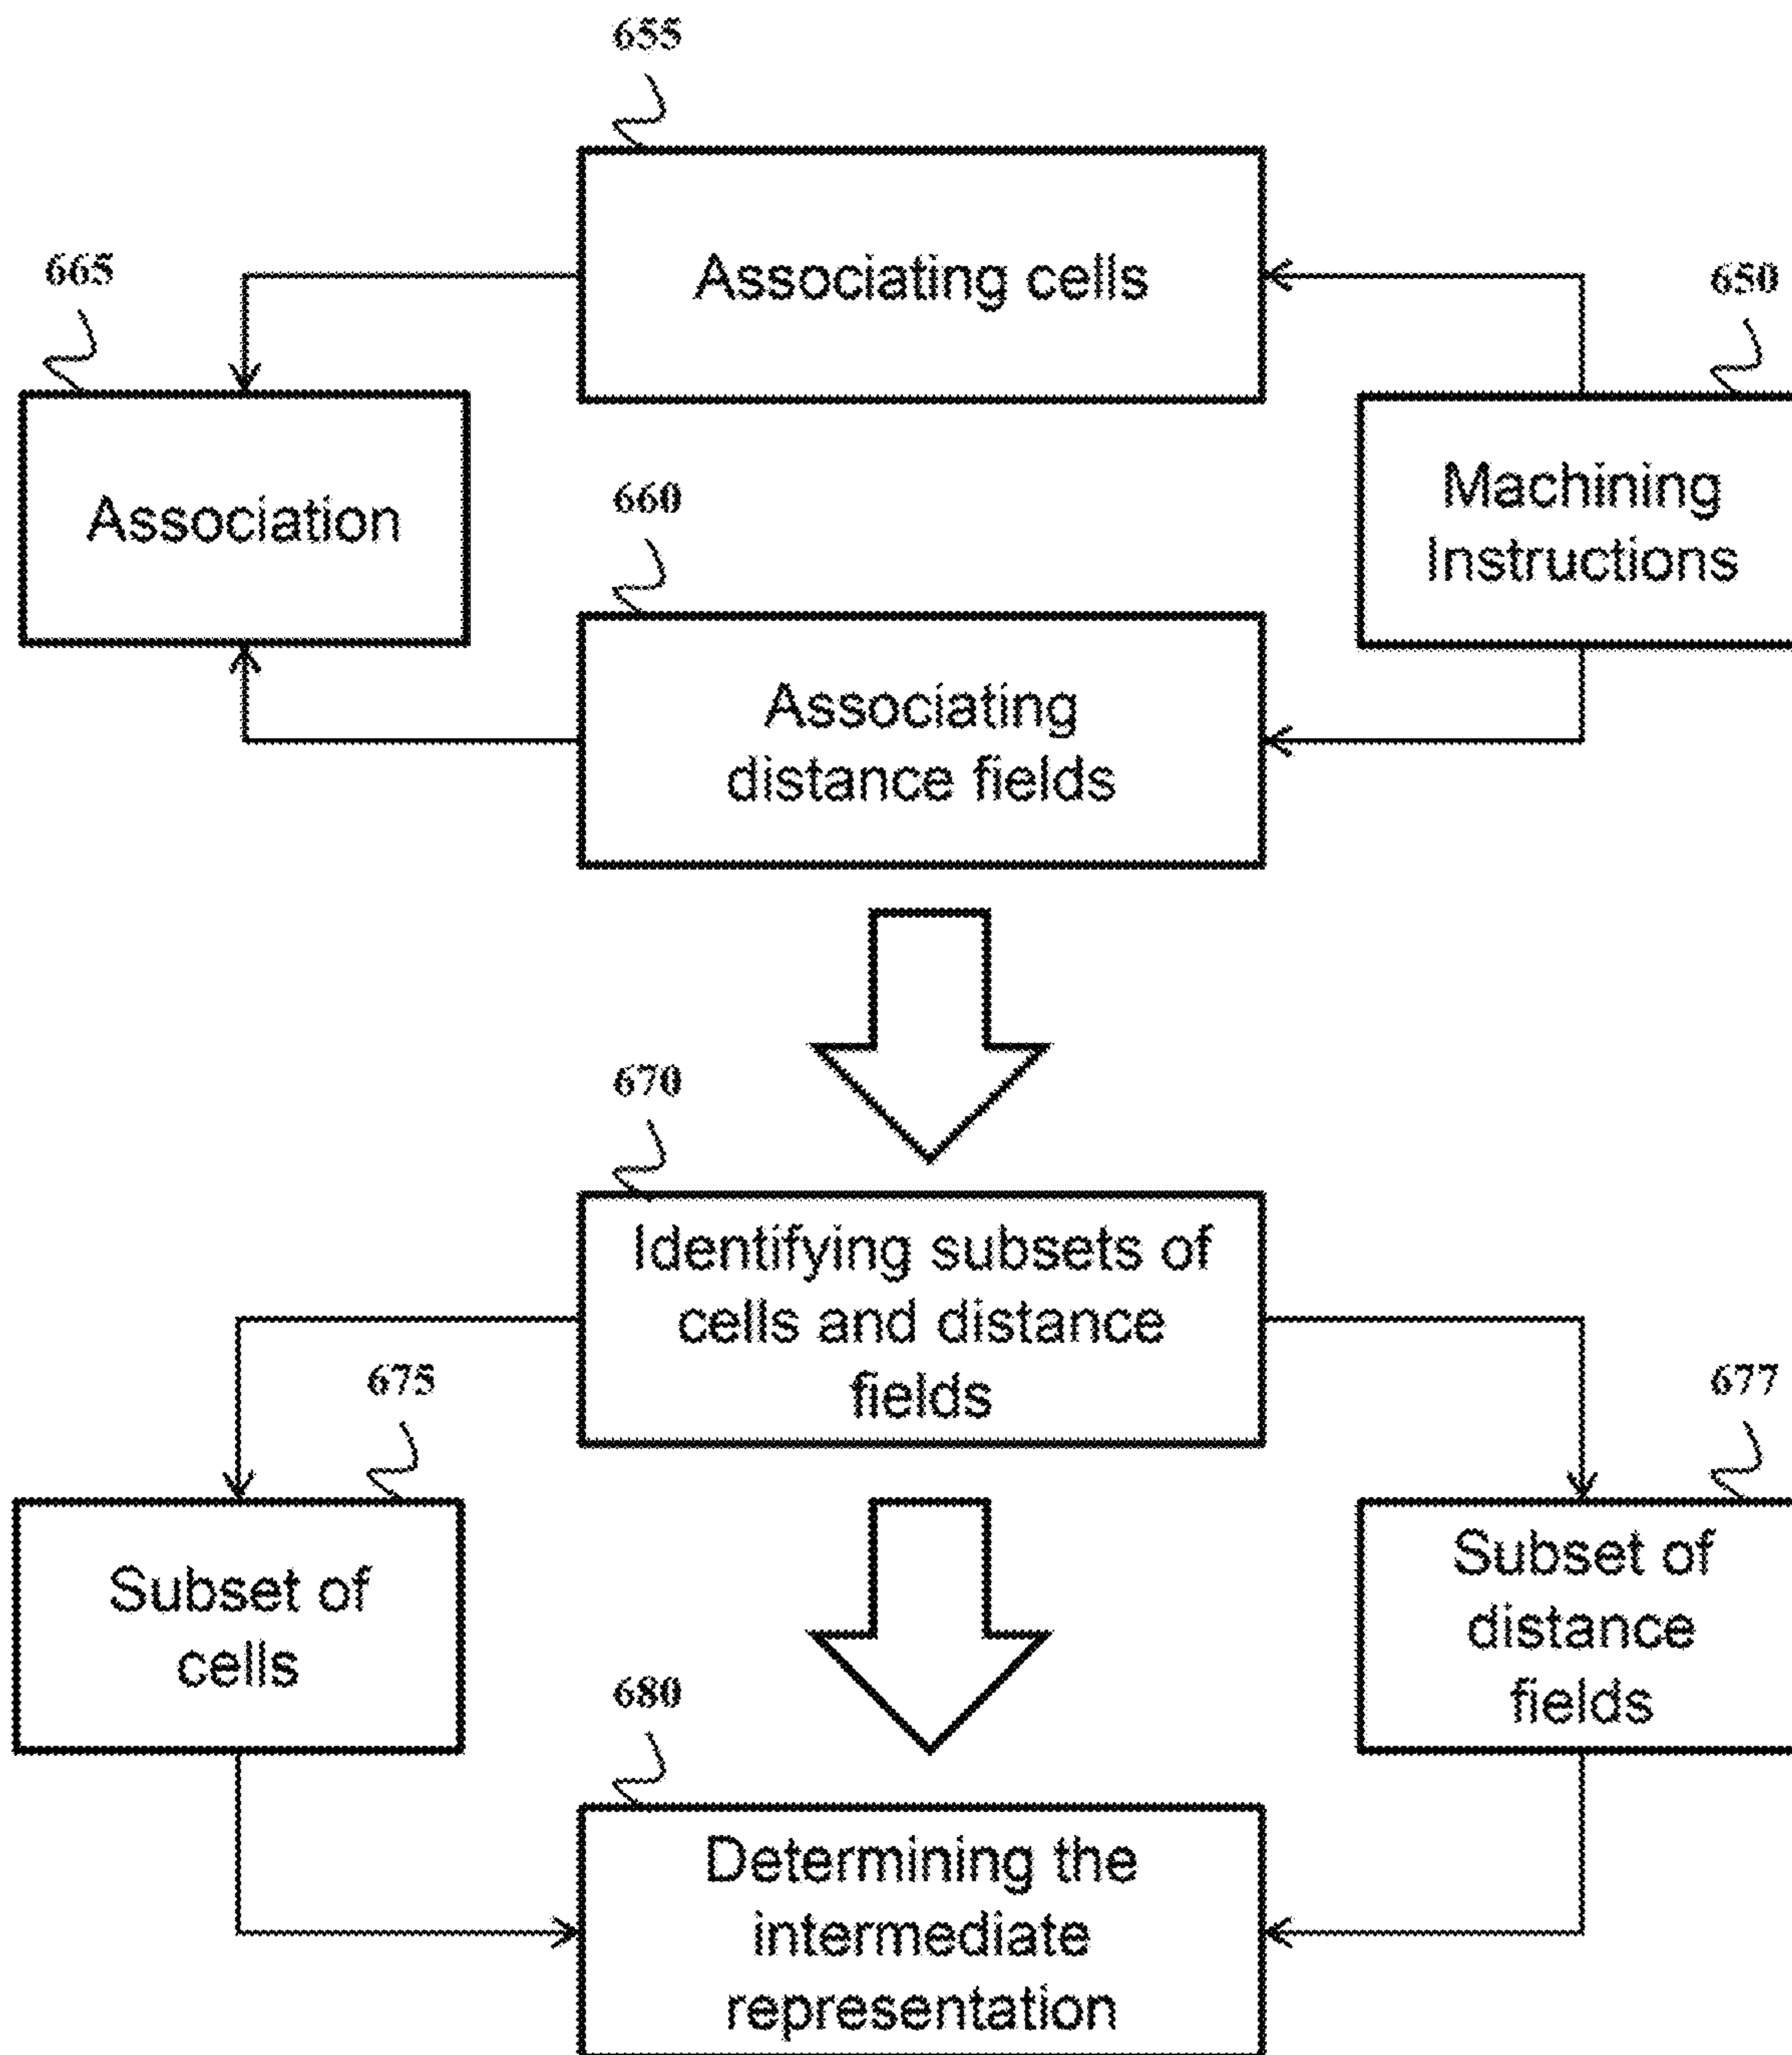 655
Associating cells
665
650
Association
Machining
Instructions
660
Associating
distance fields
670
Identifying subsets of
cells and distance
fields
675
677
Subset of
cells
Subset of
distance
fields
680
Determining the
intermediate
representation